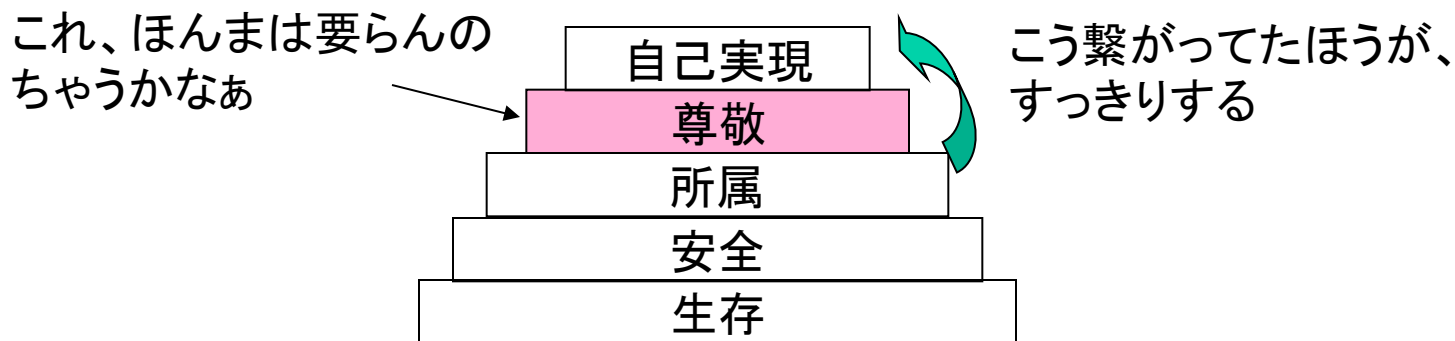 これ、ほんまは要らんの
ちゃうかなぁ
自己実現
こう繋がってたほうが、
すっきりする
尊敬
所属
安全
生存